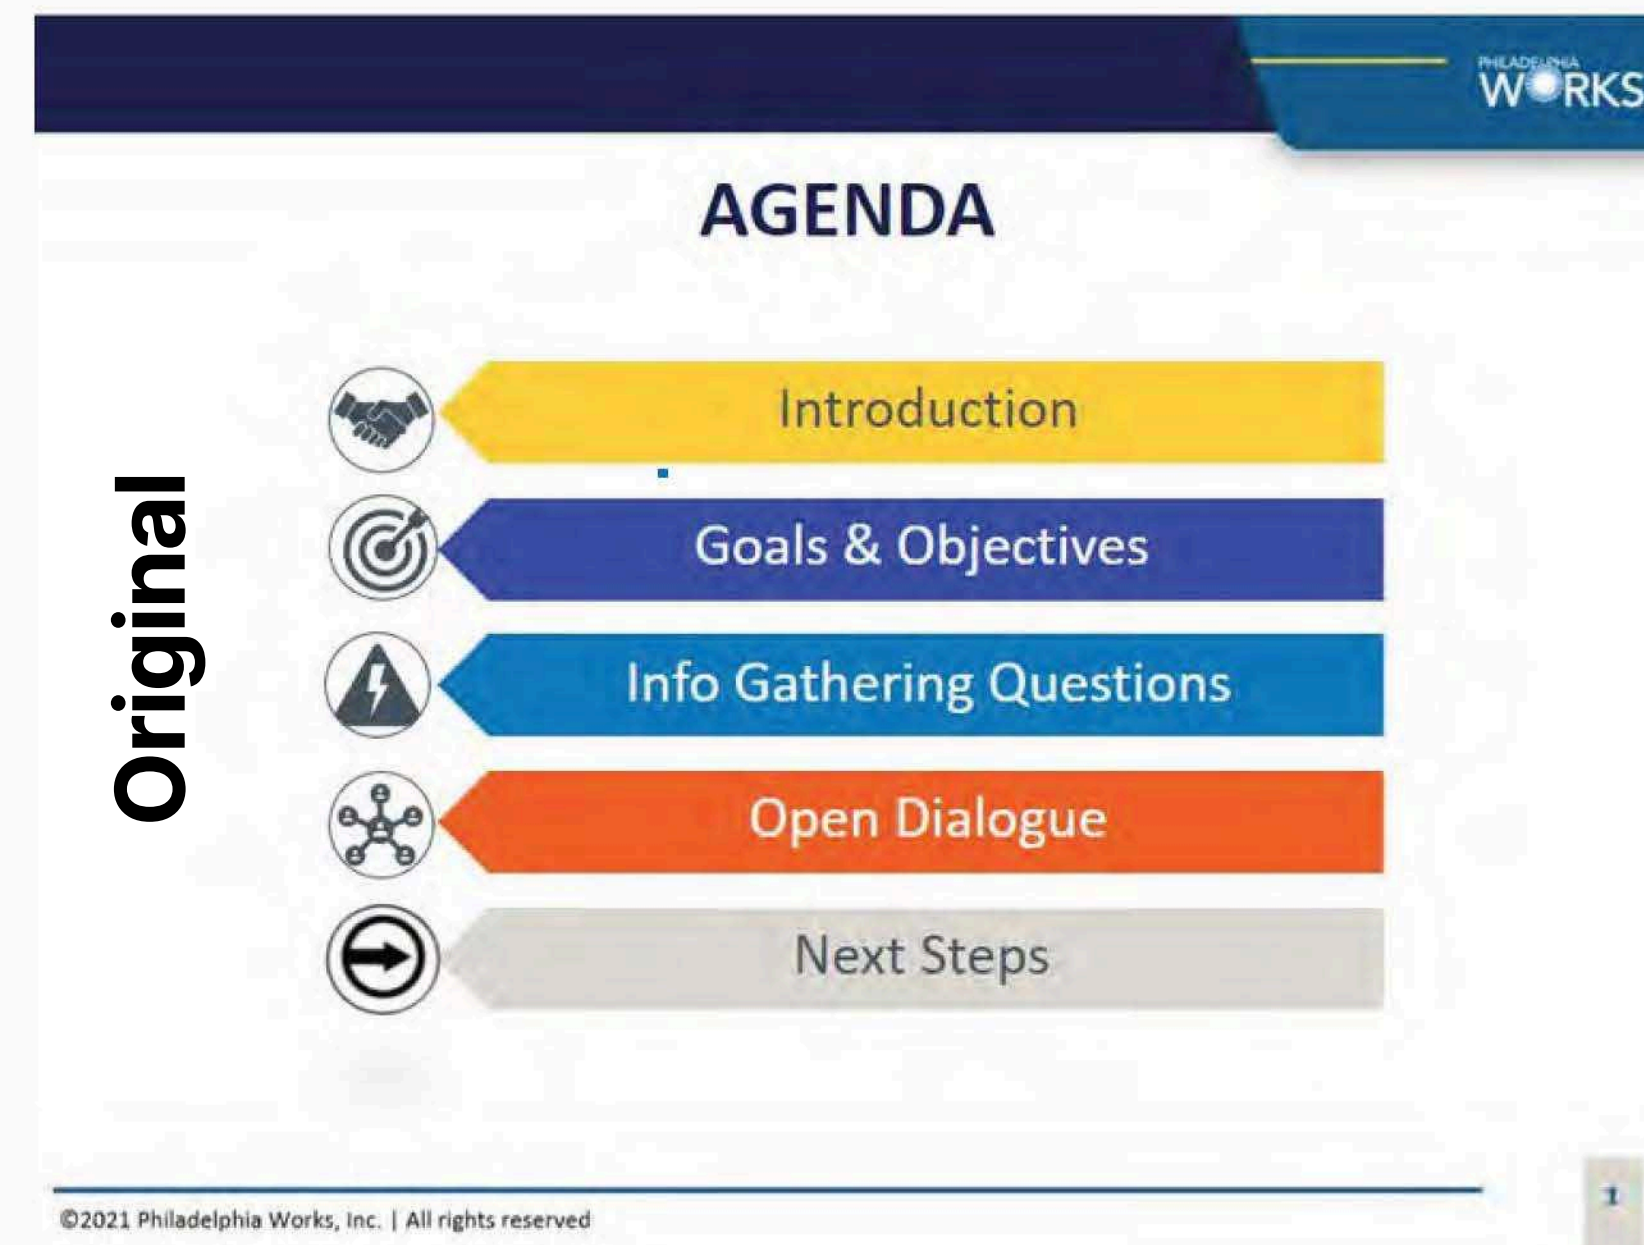 PHILADELPHIA
WORKS
AGENDA
Original
Introduction
Goals & Objectives
Info Gathering Questions
Open Dialogue
Next Steps
©2021 Philadelphia Works, Inc. | All rights reserved
1